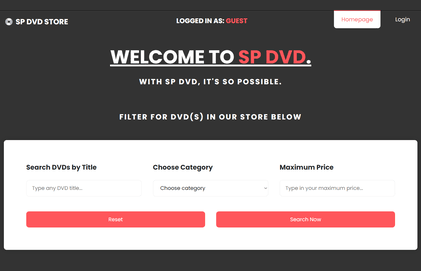 SP DVD STORE
LOGGED IN AS: GUEST
Homepage
Login
WELCOME TO SP DVD.
WITH SP DVD, IT'S SO POSSIBLE.
FILTER FOR DVD(S) IN OUR STORE BELOW
Search DVDs by Title
Choose Category
Maximum Price
Type any DVD title...
Choose category
Type in your maximum price...
Reset
Search Now